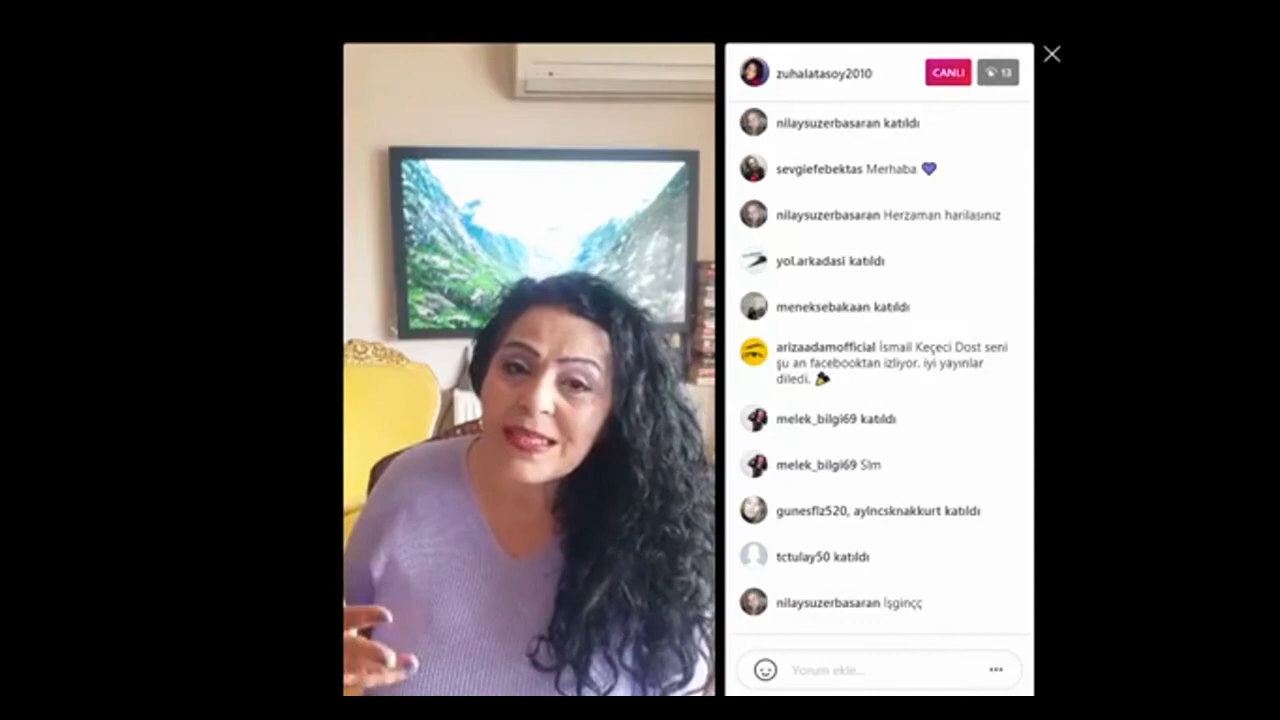 zuhalatasoy2010
CANLI
13
nilaysuzerbasaran katıldı
sevgiefebektas Merhaba 💜
nilaysuzerbasaran Herzaman harilasınız
yol.arkadasi katıldı
meneksebakaan katıldı
arizaadamofficial İsmail Keçeci Dost seni
şu an facebooktan izliyor. iyi yayınlar
diledi. 🎉
melek_bilgi69 katıldı
melek_bilgi69 Slm
gunesflz520, aylncsknakkurt katıldı
tctulay50 katıldı
nilaysuzerbasaran İşginçç
Yorum ekle...